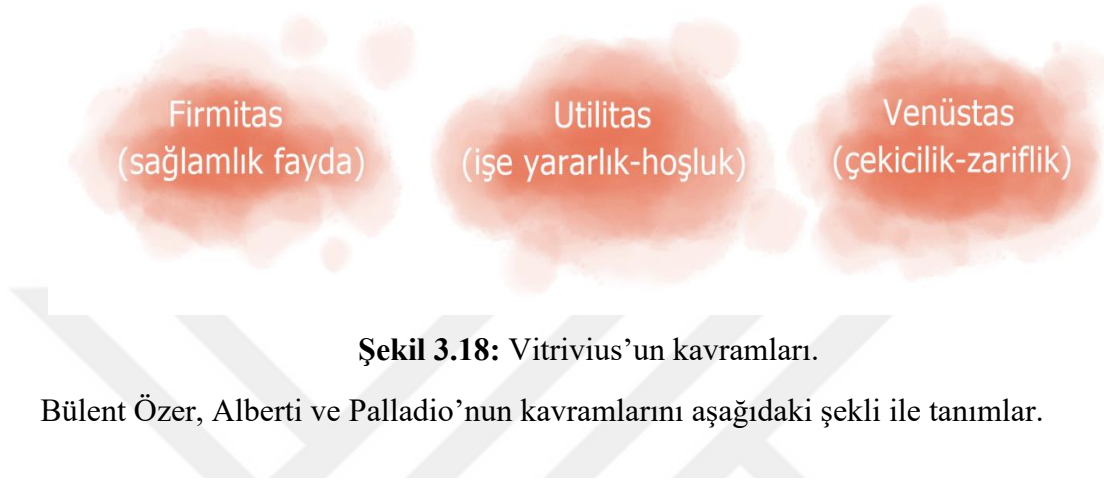 Firmitas
(sağlamlık fayda)
Utilitas
(işe yararlık-hoşluk)
Venüstas
(çekicilik-zariflik)
Şekil 3.18: Vitrivius’un kavramları.
Bülent Özer, Alberti ve Palladio’nun kavramlarını aşağıdaki şekli ile tanımlar.